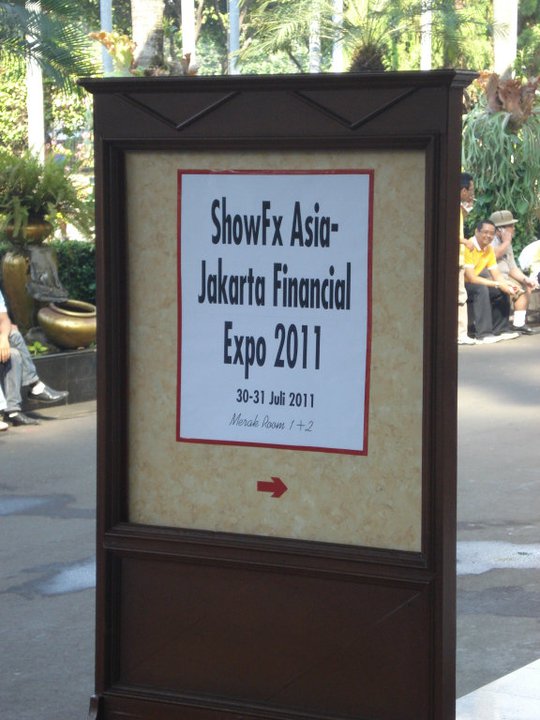 ShowFx Asia-
Jakarta Financial
Expo 2011
30-31 Juli 2011
Merak Room 1+2